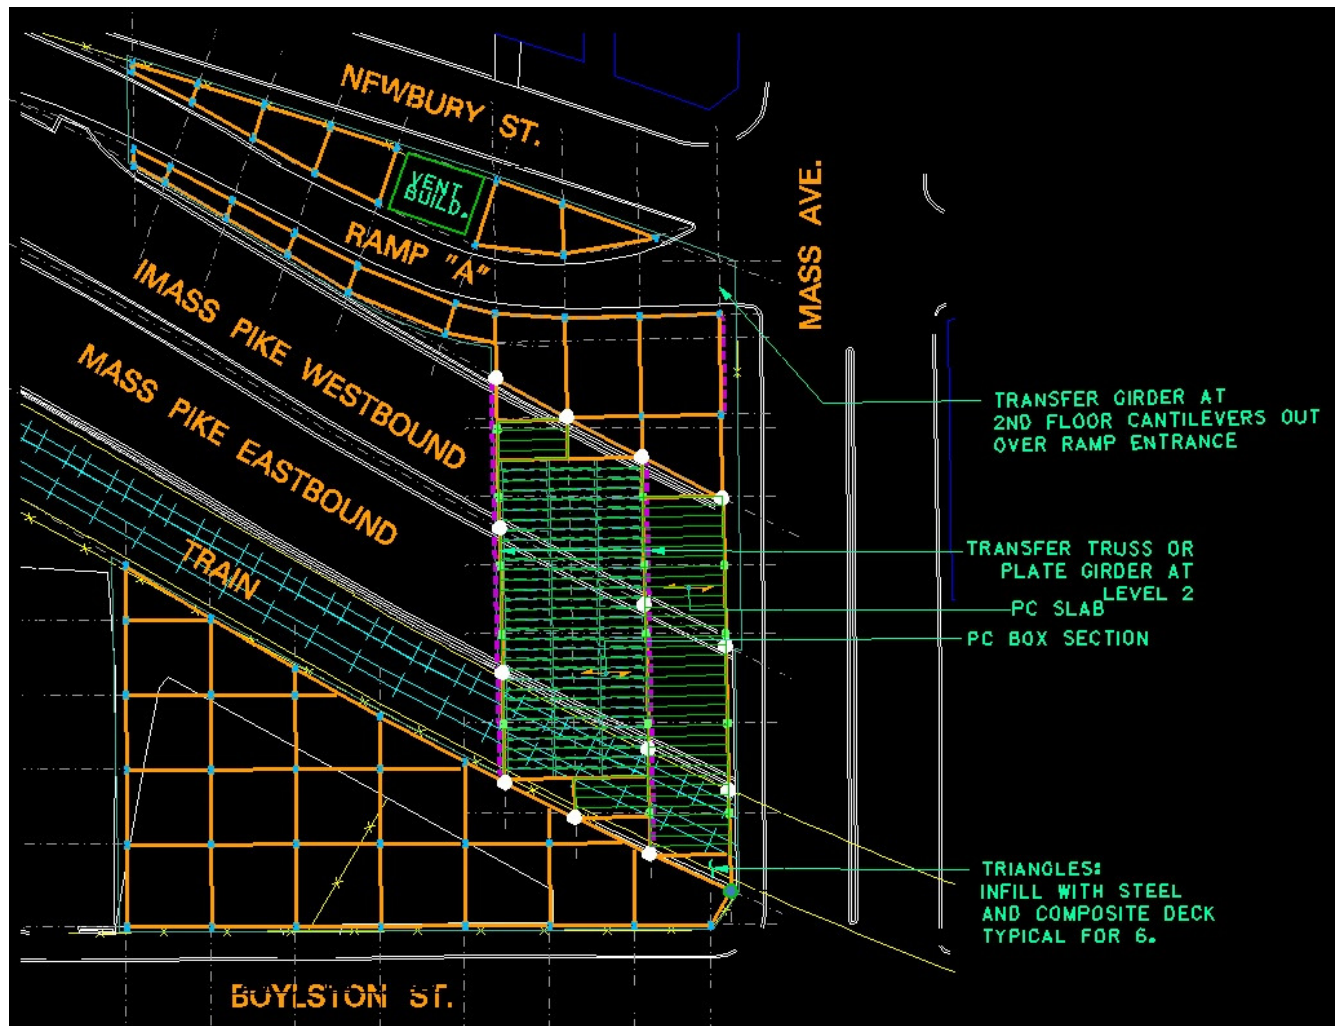 NEWBURY ST.
VENT
BUILD.
MASS AVE.
RAMP "A"
IMASS PIKE WESTBOUND
MASS PIKE EASTBOUND
TRAIN
TRANSFER GIRDER AT
2ND FLOOR CANTILEVERS OUT
OVER RAMP ENTRANCE
TRANSFER TRUSS OR
PLATE GIRDER AT
LEVEL 2
PC SLAB
PC BOX SECTION
TRIANGLES:
INFILL WITH STEEL
AND COMPOSITE DECK
TYPICAL FOR 6.
BOYLSTON ST.